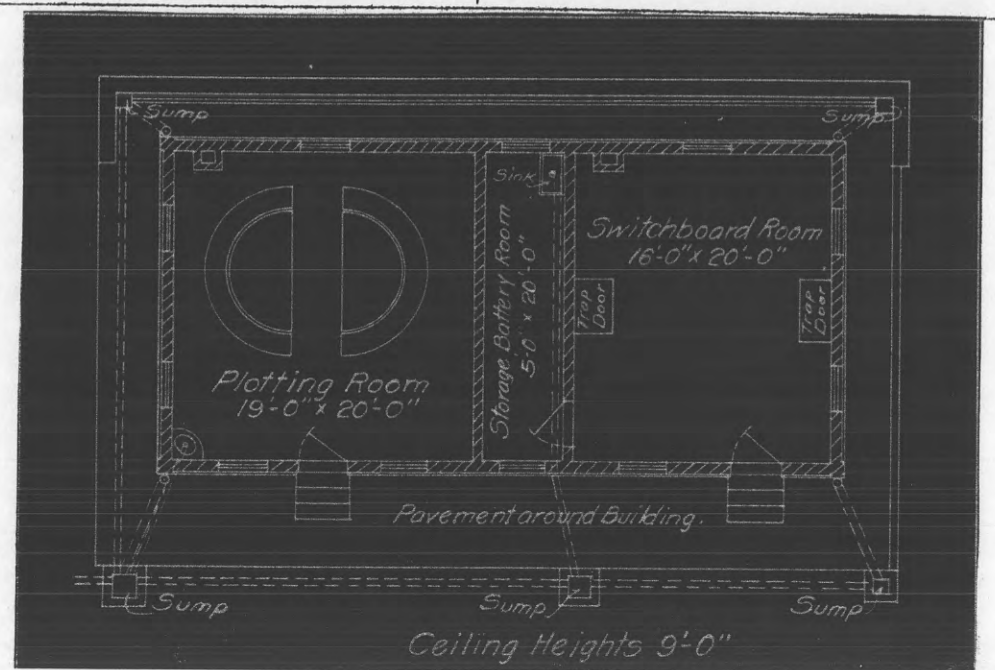 Sump
Sump
Sink
Switchboard Room
16'-0" x 20'-0"
Storage Battery Room
5'-0" x 20'-0"
Trap
Door
Trap
Door
Plotting Room
19'-0" x 20'-0"
Pavement around Building.
Sump
Sump
Sump
Ceiling Heights 9'-0"